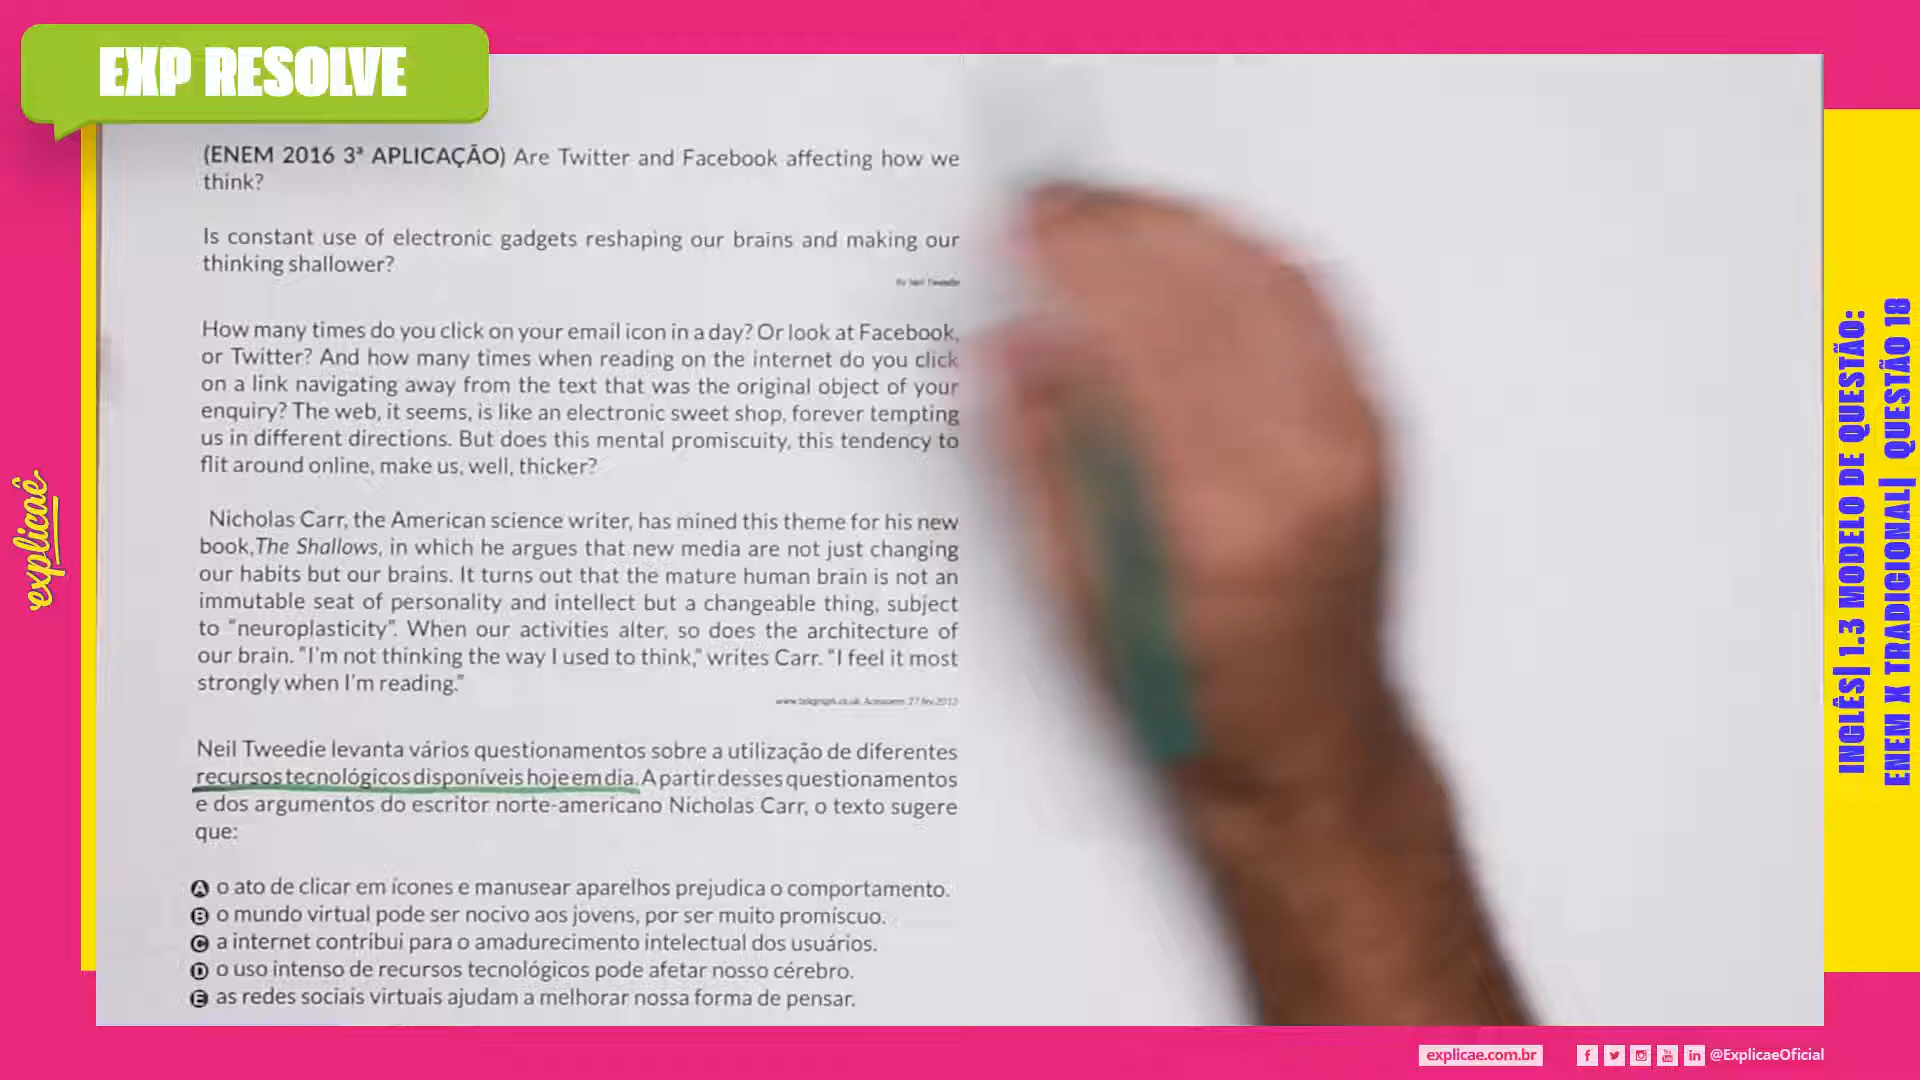 EXP RESOLVE
(ENEM 2016 3ª APLICAÇÃO) Are Twitter and Facebook affecting how we
think?
Is constant use of electronic gadgets reshaping our brains and making our
thinking shallower?
By Neil Tweedie
How many times do you click on your email icon in a day? Or look at Facebook,
or Twitter? And how many times when reading on the internet do you click
on a link navigating away from the text that was the original object of your
enquiry? The web, it seems, is like an electronic sweet shop, forever tempting
us in different directions. But does this mental promiscuity, this tendency to
flit around online, make us, well, thicker?
Nicholas Carr, the American science writer, has mined this theme for his new
book,The Shallows, in which he argues that new media are not just changing
our habits but our brains. It turns out that the mature human brain is not an
immutable seat of personality and intellect but a changeable thing, subject
to “neuroplasticity”. When our activities alter, so does the architecture of
our brain. “I'm not thinking the way I used to think,” writes Carr. “I feel it most
strongly when I'm reading.”
www.telegraph.co.uk. Acesso em: 27 fev.2012
Neil Tweedie levanta vários questionamentos sobre a utilização de diferentes
recursos tecnológicos disponíveis hoje em dia. A partir desses questionamentos
e dos argumentos do escritor norte-americano Nicholas Carr, o texto sugere
que:
A o ato de clicar em ícones e manusear aparelhos prejudica o comportamento.
B o mundo virtual pode ser nocivo aos jovens, por ser muito promíscuo.
C a internet contribui para o amadurecimento intelectual dos usuários.
D o uso intenso de recursos tecnológicos pode afetar nosso cérebro.
E as redes sociais virtuais ajudam a melhorar nossa forma de pensar.
explicaê
INGLÊS| 1.3 MODELO DE QUESTÃO:
ENEM X TRADICIONAL| QUESTÃO 18
explicae.com.br
@ExplicaeOficial